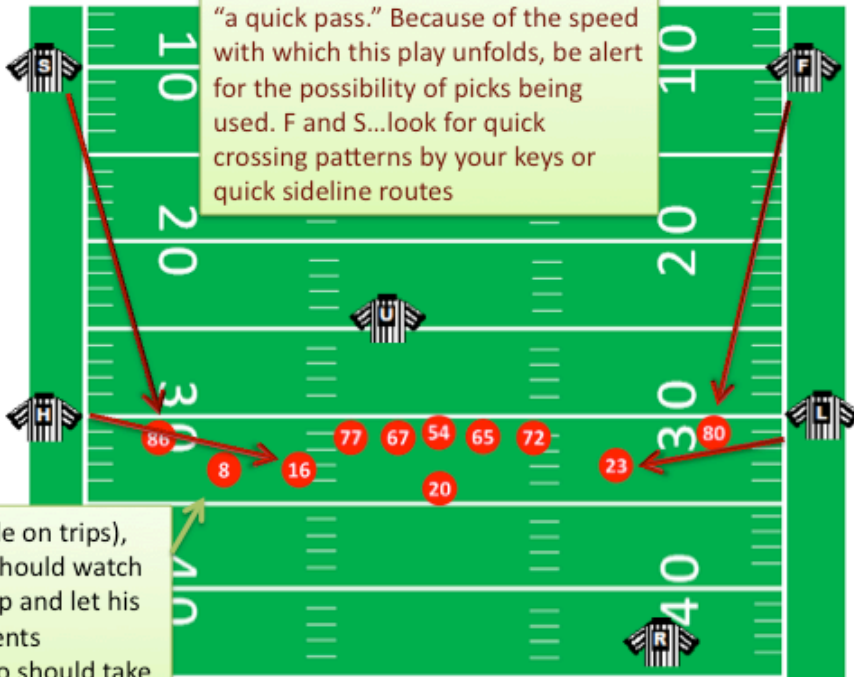 "a quick pass." Because of the speed
with which this play unfolds, be alert
for the possibility of picks being
used. F and S...look for quick
crossing patterns by your keys or
quick sideline routes
S
F
10
10
20
20
U
30
30
H
L
86
77
67
54
65
72
80
8
16
23
20
le on trips),
hould watch
p and let his
ents
o should take
40
40
R